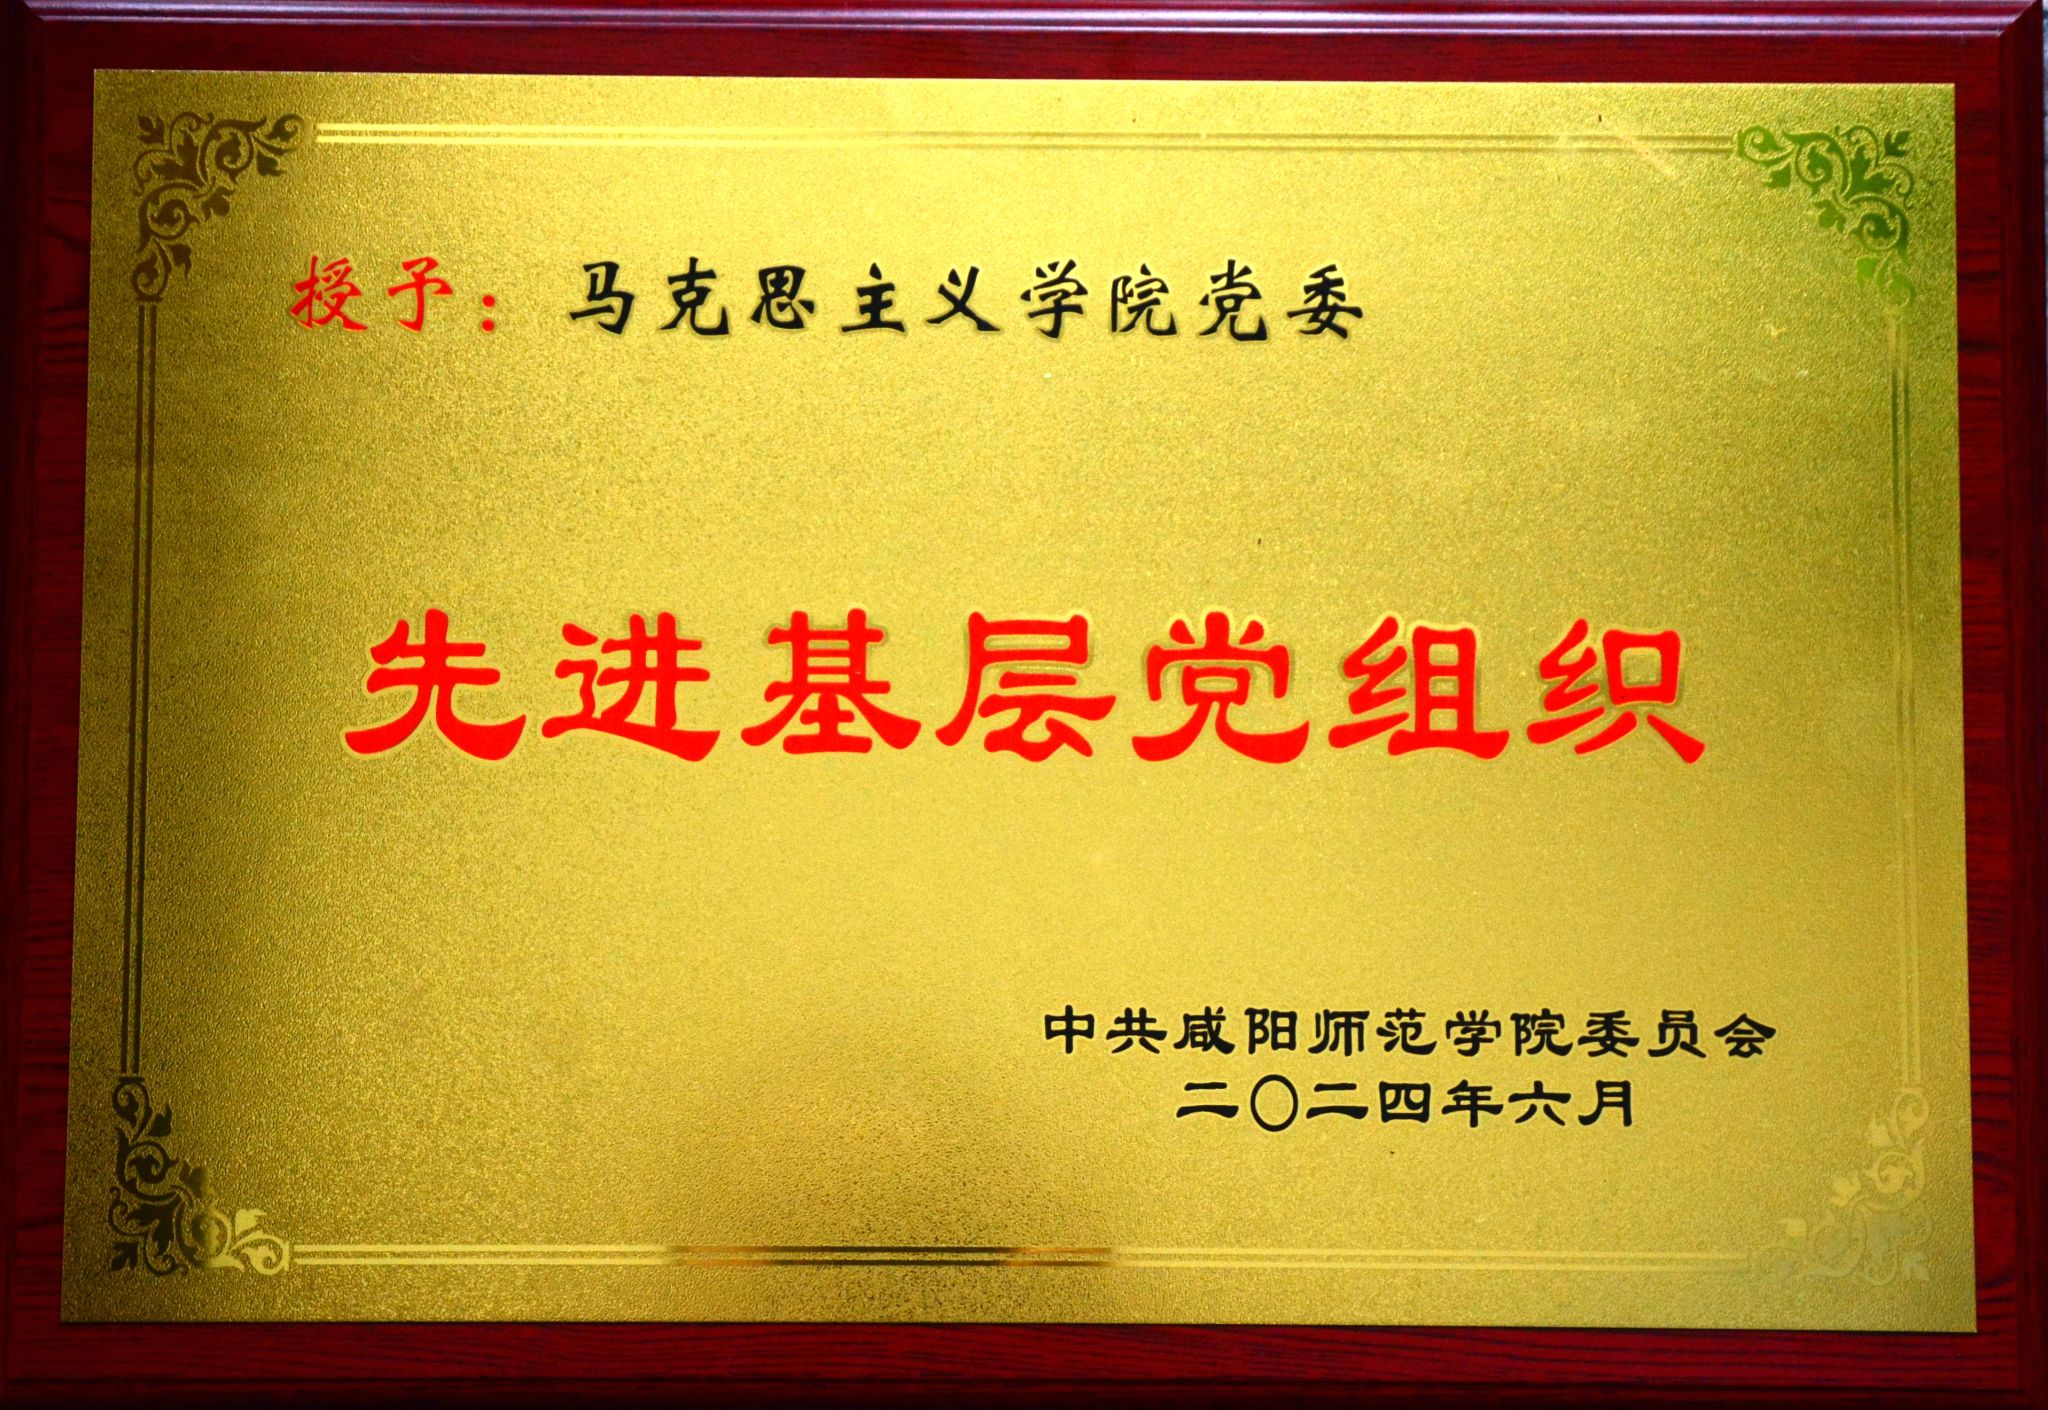 授予：马克思主义学院党委
先进基层党组织
中共咸阳师范学院委员会
二〇二四年六月